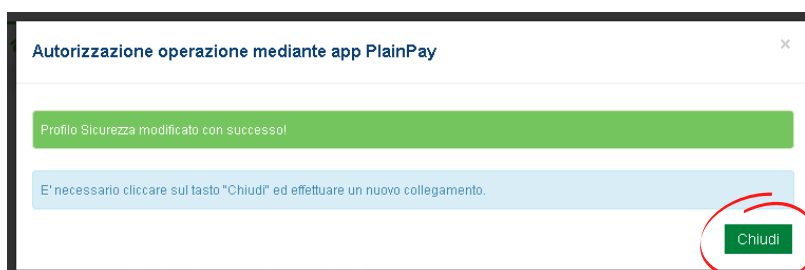 Autorizzazione operazione mediante app PlainPay
×
Profilo Sicurezza modificato con successo!
E' necessario cliccare sul tasto "Chiudi" ed effettuare un nuovo collegamento.
Chiudi